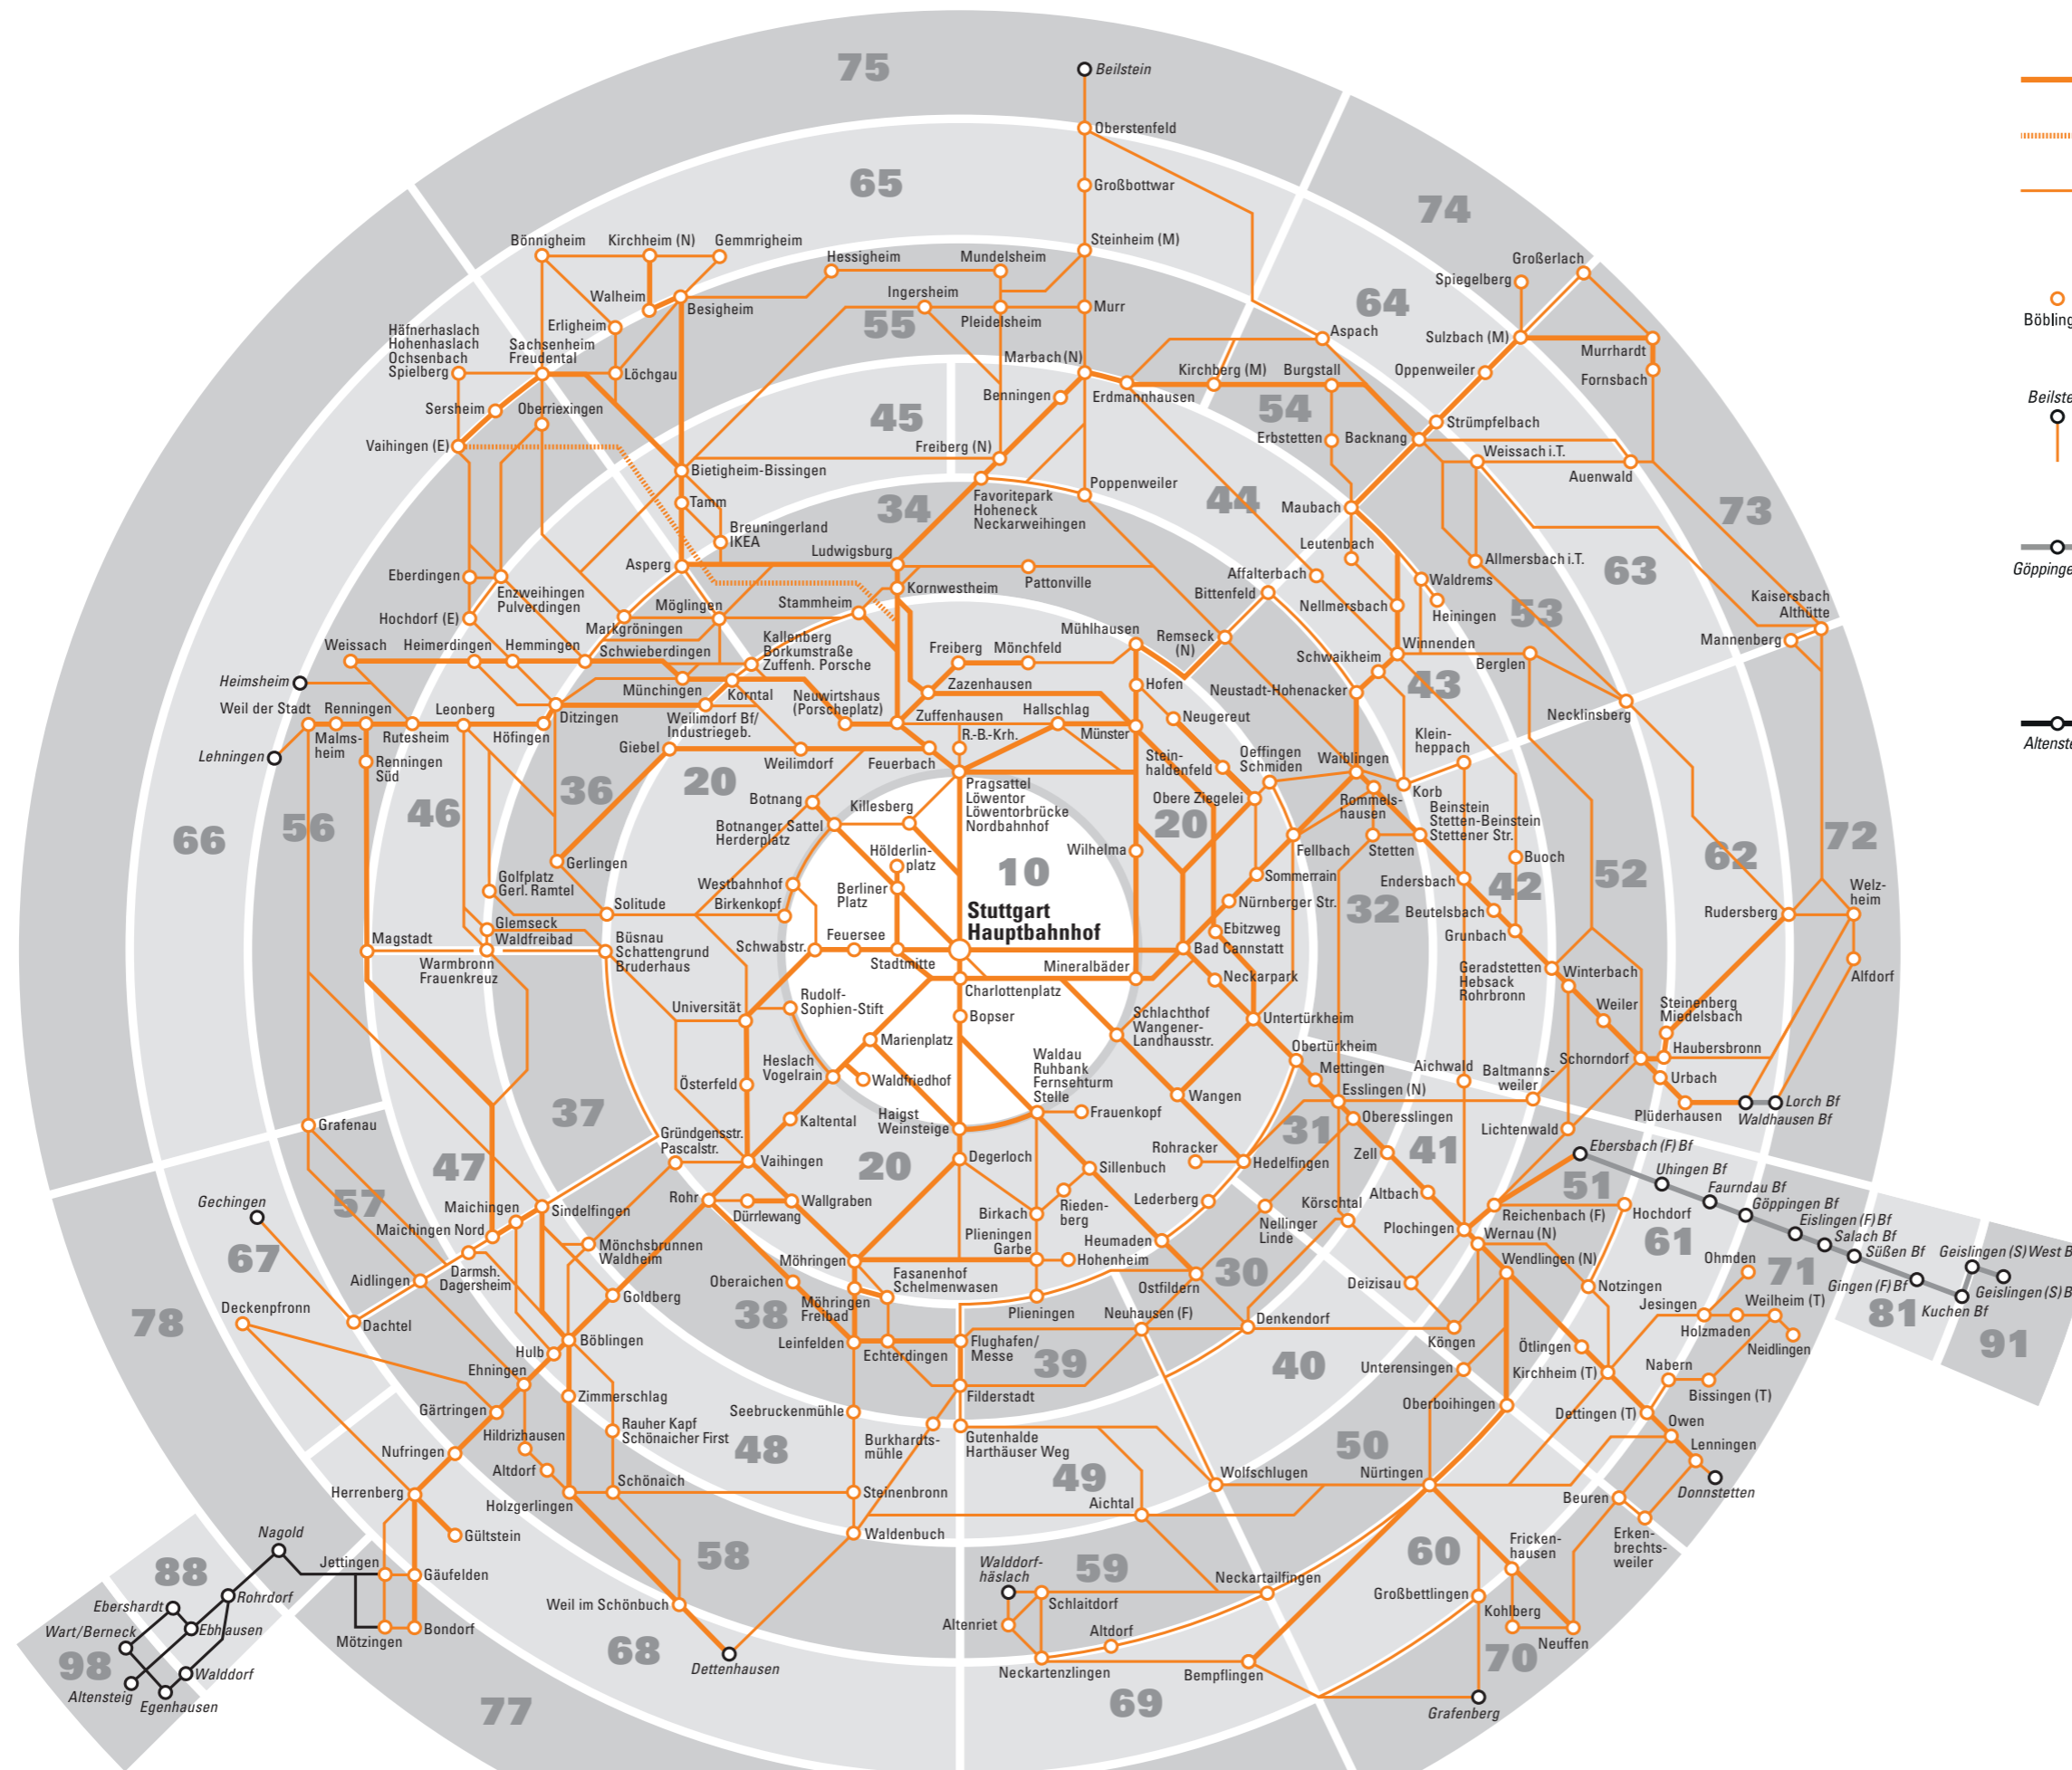 75
Beilstein
Oberstenfeld
65
Großbottwar
74
Steinheim (M)
Bönnigheim
Kirchheim (N)
Gemmrigheim
Hessigheim
Mundelsheim
Großerlach
Spiegelberg
Walheim
Besigheim
Ingersheim
Murr
64
55
Pleidelsheim
Erligheim
Aspach
Sulzbach (M)
Murrhardt
Häfnerhaslach
Hohenhaslach
Ochsenbach
Spielberg
Sachsenheim
Freudental
Löchgau
Marbach (N)
Kirchberg (M)
Burgstall
Oppenweiler
Fornsbach
Sersheim
Oberriexingen
Benningen
Erdmannhausen
54
45
Strümpfelbach
Vaihingen (E)
Freiberg (N)
Erbstetten
Backnang
Weissach i.T.
Auenwald
Bietigheim-Bissingen
Tamm
34
Favoritepark
Hoheneck
Neckarweihingen
Poppenweiler
44
Maubach
73
Breuningerland
IKEA
Ludwigsburg
Leutenbach
Allmersbach i.T.
63
Asperg
Eberdingen
Enzweihingen
Pulverdingen
Kornwestheim
Pattonville
Affalterbach
Bittenfeld
Waldrems
Nellmersbach
Heiningen
53
Kaisersbach
Althütte
Mannenberg
Hochdorf (E)
Möglingen
Markgröningen
Stammheim
Mühlhausen
Remseck
(N)
Winnenden
Weissach
Heimerdingen
Hemmingen
Schwieberdingen
Kallenberg
Borkumstraße
Zuffenh. Porsche
Freiberg
Mönchfeld
Schwaikheim
Berglen
43
Heimsheim
Münchingen
Korntal
Neuwirtshaus
(Porscheplatz)
Zazenhausen
Hofen
Neustadt-Hohenacker
Necklinsberg
Weil der Stadt
Renningen
Leonberg
Ditzingen
Weilimdorf Bf/
Industriegeb.
Zuffenhausen
Hallschlag
Neugereut
Malms-
heim
Rutesheim
Höfingen
Giebel
R.-B.-Krh.
Münster
Klein-
heppach
Lehningen
Renningen
Süd
Weilimdorf
Feuerbach
Stein-
haldenfeld
Oeffingen
Schmiden
Waiblingen
36
20
Pragsattel
Löwentor
Löwentorbrücke
Nordbahnhof
Obere Ziegelei
Korb
Rommels-
hausen
Beinstein
Stetten-Beinstein
Stettener Str.
66
56
46
Botnang
Killesberg
Botnanger Sattel
Herderplatz
20
Wilhelma
Fellbach
Stetten
Buoch
62
72
Gerlingen
Hölderlin-
platz
10
Sommerrain
Endersbach
42
52
Golfplatz
Gerl. Ramtel
Westbahnhof
Berliner
Platz
Stuttgart
Hauptbahnhof
Nürnberger Str.
32
Beutelsbach
Rudersberg
Welz-
heim
Solitude
Birkenkopf
Feuersee
Ebitzweg
Grunbach
Glemseck
Waldfreibad
Büsnau
Schattengrund
Bruderhaus
Schwabstr.
Stadtmitte
Bad Cannstatt
Magstadt
Warmbronn
Frauenkreuz
Mineralbäder
Neckarpark
Geradstetten
Hebsack
Rohrbronn
Winterbach
Alfdorf
Charlottenplatz
Universität
Rudolf-
Sophien-Stift
Bopser
Schlachthof
Wangener-
Landhausstr.
Untertürkheim
Weiler
Steinenberg
Miedelsbach
Marienplatz
Obertürkheim
Schorndorf
Haubersbronn
Heslach
Vogelrain
Waldfriedhof
Waldau
Ruhbank
Fernsehturm
Stelle
Mettingen
Aichwald
Baltmanns-
weiler
Urbach
Österfeld
Wangen
Esslingen (N)
Plüderhausen
Lorch Bf
Waldhausen Bf
37
Kaltental
Haigst
Weinsteige
Frauenkopf
31
Oberesslingen
Lichtenwald
Grafenau
Gründgensstr.
Pascalstr.
Vaihingen
20
Degerloch
Rohracker
Hedelfingen
Zell
41
Ebersbach (F) Bf
47
Sillenbuch
Uhingen Bf
51
Gechingen
57
Rohr
Wallgraben
Dürrlewang
Rieden-
berg
Lederberg
Altbach
Faurndau Bf
Göppingen Bf
Maichingen
Sindelfingen
Birkach
Nellinger
Linde
Körschtal
Reichenbach (F)
Hochdorf
Maichingen Nord
Plochingen
Eislingen (F) Bf
Salach Bf
67
Mönchsbrunnen
Waldheim
Möhringen
Plieningen
Garbe
Heumaden
Wernau (N)
61
Süßen Bf
Geislingen (S) West B
Hohenheim
Wendlingen (N)
Ohmden
Aidlingen
Darmsh.
Dagersheim
Oberaichen
Fasanenhof
Schelmenwasen
Ostfildern
30
Deizisau
Notzingen
71
Gingen (F) Bf
Geislingen (S) B
Deckenpfronn
Goldberg
38
Möhringen
Freibad
Plieningen
Neuhausen (F)
Denkendorf
Jesingen
Weilheim (T)
81
Kuchen Bf
78
Dachtel
Böblingen
Leinfelden
Echterdingen
Flughafen/
Messe
39
Köngen
Ötlingen
Holzmaden
Neidlingen
91
Hulb
40
Ehningen
Unterensingen
Kirchheim (T)
Nabern
Bissingen (T)
Zimmerschlag
Filderstadt
Gärtringen
Seebruckenmühle
Oberboihingen
Dettingen (T)
Owen
Hildrizhausen
Rauher Kapf
Schönaicher First
48
Burkhardts-
mühle
Gutenhalde
Harthäuser Weg
Nufringen
50
Lenningen
Altdorf
Schönaich
49
Wolfschlugen
Nürtingen
Herrenberg
Holzgerlingen
Steinenbronn
Aichtal
Beuren
Donnstetten
Nagold
Gültstein
Waldenbuch
Fricken-
hausen
Erken-
brechts-
weiler
88
Jettingen
Gäufelden
58
Walddorf-
häslach
59
Neckartailfingen
60
Rohrdorf
Großbettlingen
Ebershardt
Weil im Schönbuch
Schlaitdorf
Kohlberg
Wart/Berneck
Ebhausen
Mötzingen
Bondorf
Altenriet
Altdorf
Neuffen
98
68
Dettenhausen
Neckartenzlingen
Bempflingen
70
Walddorf
Altensteig
Egenhausen
77
69
Grafenberg
Böbling
Beilste
Göppinge
Altenste